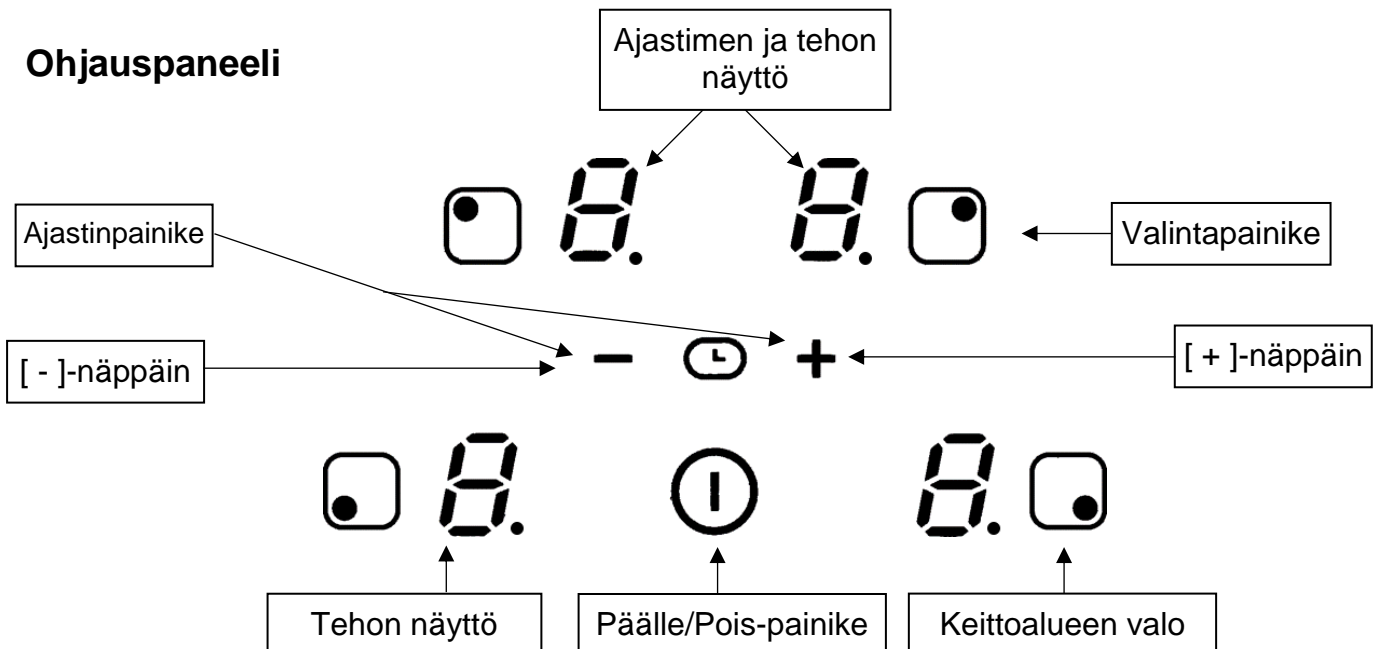 Ohjauspaneeli
Ajastimen ja tehon
näyttö
Ajastinpainike
Valintapainike
[ - ]-näppäin
[ + ]-näppäin
Tehon näyttö
Päälle/Pois-painike
Keittoalueen valo